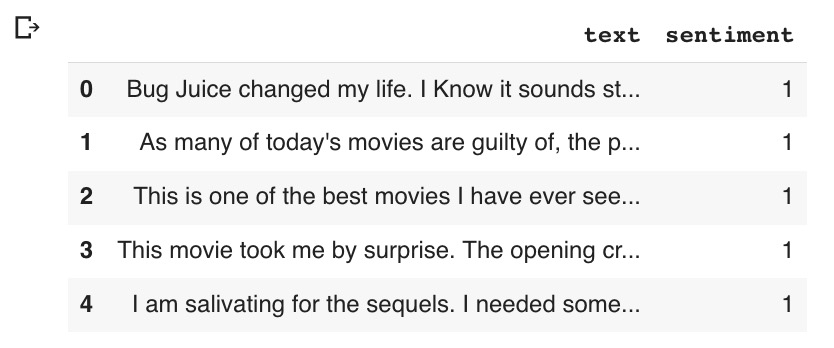 text sentiment
0 Bug Juice changed my life. I Know it sounds st... 1
1 As many of today's movies are guilty of, the p... 1
2 This is one of the best movies I have ever see... 1
3 This movie took me by surprise. The opening cr... 1
4 I am salivating for the sequels. I needed some... 1